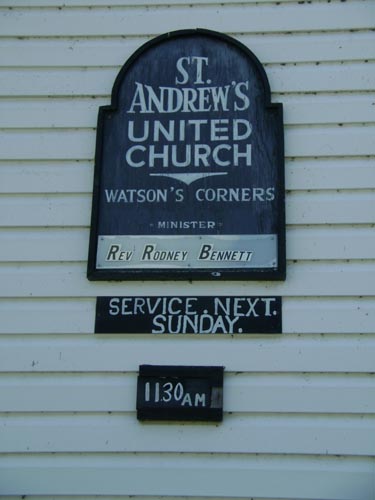 ST.
ANDREW'S
UNITED
CHURCH
WATSON'S CORNERS
MINISTER
REV RODNEY BENNETT
SERVICE. NEXT.
SUNDAY.
11.30 AM